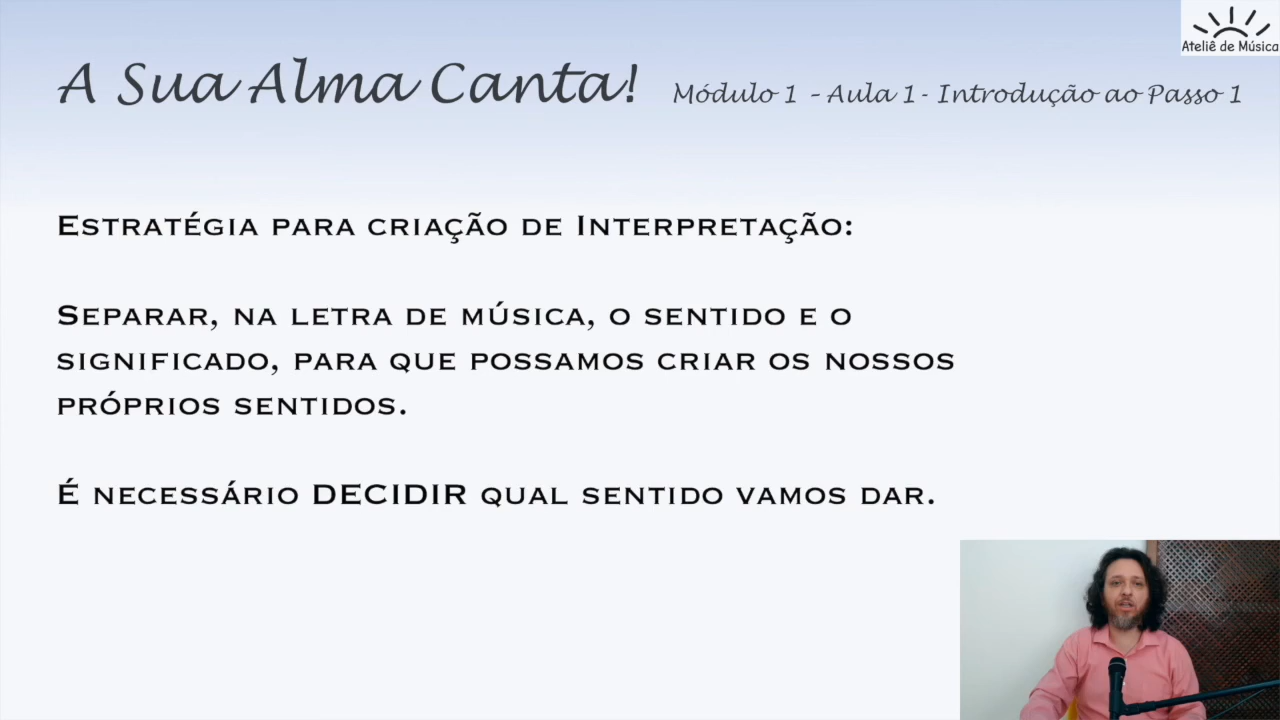 Ateliê de Música
A Sua Alma Canta! Módulo 1 - Aula 1- Introdução ao Passo 1
Estratégia para criação de Interpretação:
Separar, na letra de música, o sentido e o
significado, para que possamos criar os nossos
próprios sentidos.
É necessário DECIDIR qual sentido vamos dar.